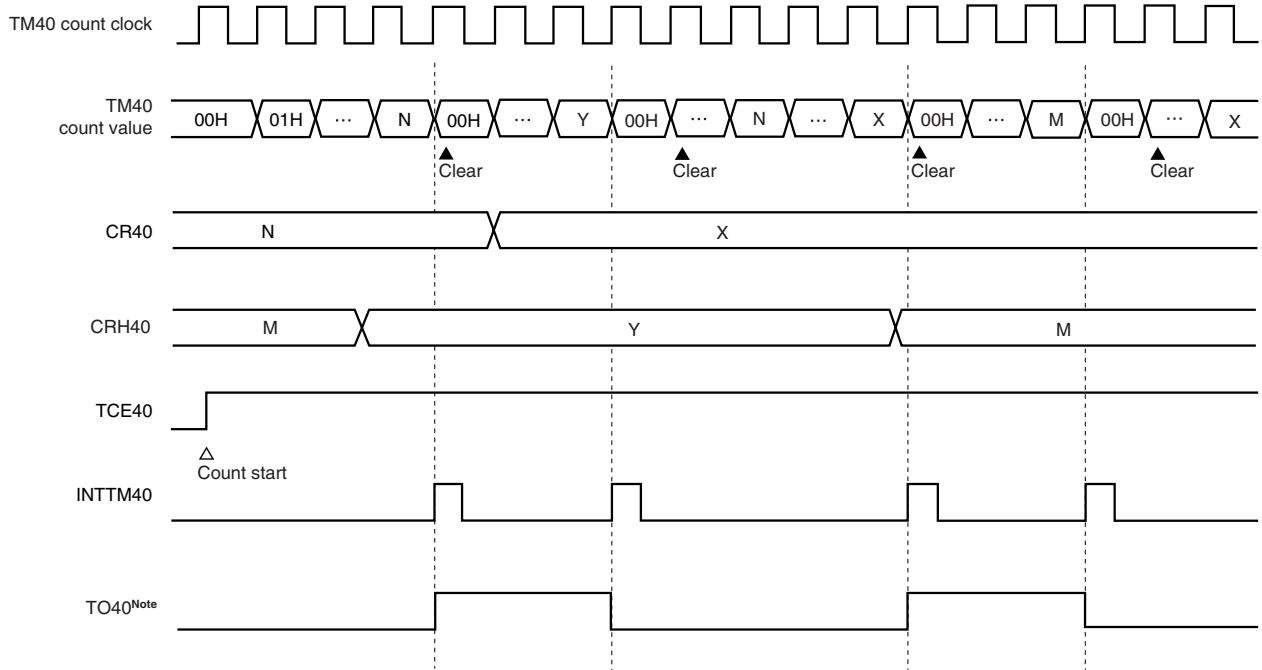 TM40 count clock
TM40
count value
00H 01H ... N 00H ... Y 00H ... N ... X 00H ... M 00H ... X
Clear Clear Clear Clear
CR40
N X
CRH40
M Y M
TCE40
Count start
INTTM40
TO40Note